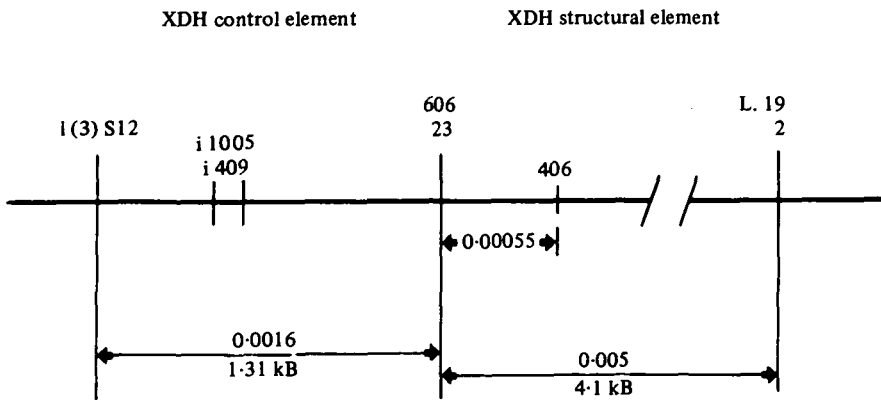 XDH control element XDH structural element
606 L. 19
l (3) S12 23 2
i 1005
i 409 406
0·00055
0·0016 0·005
1·31 kB 4·1 kB